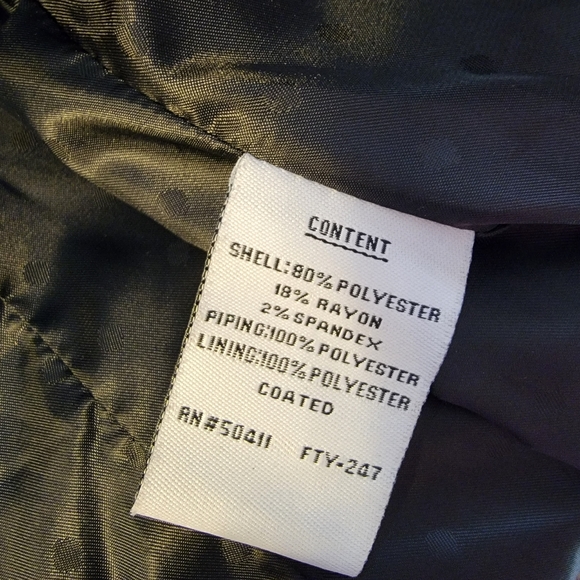 CONTENT
SHELL:80% POLYESTER
18% RAYON
2% SPANDEX
PIPING:100% POLYESTER
LINING:100% POLYESTER
COATED
RN#50411 FTY-247